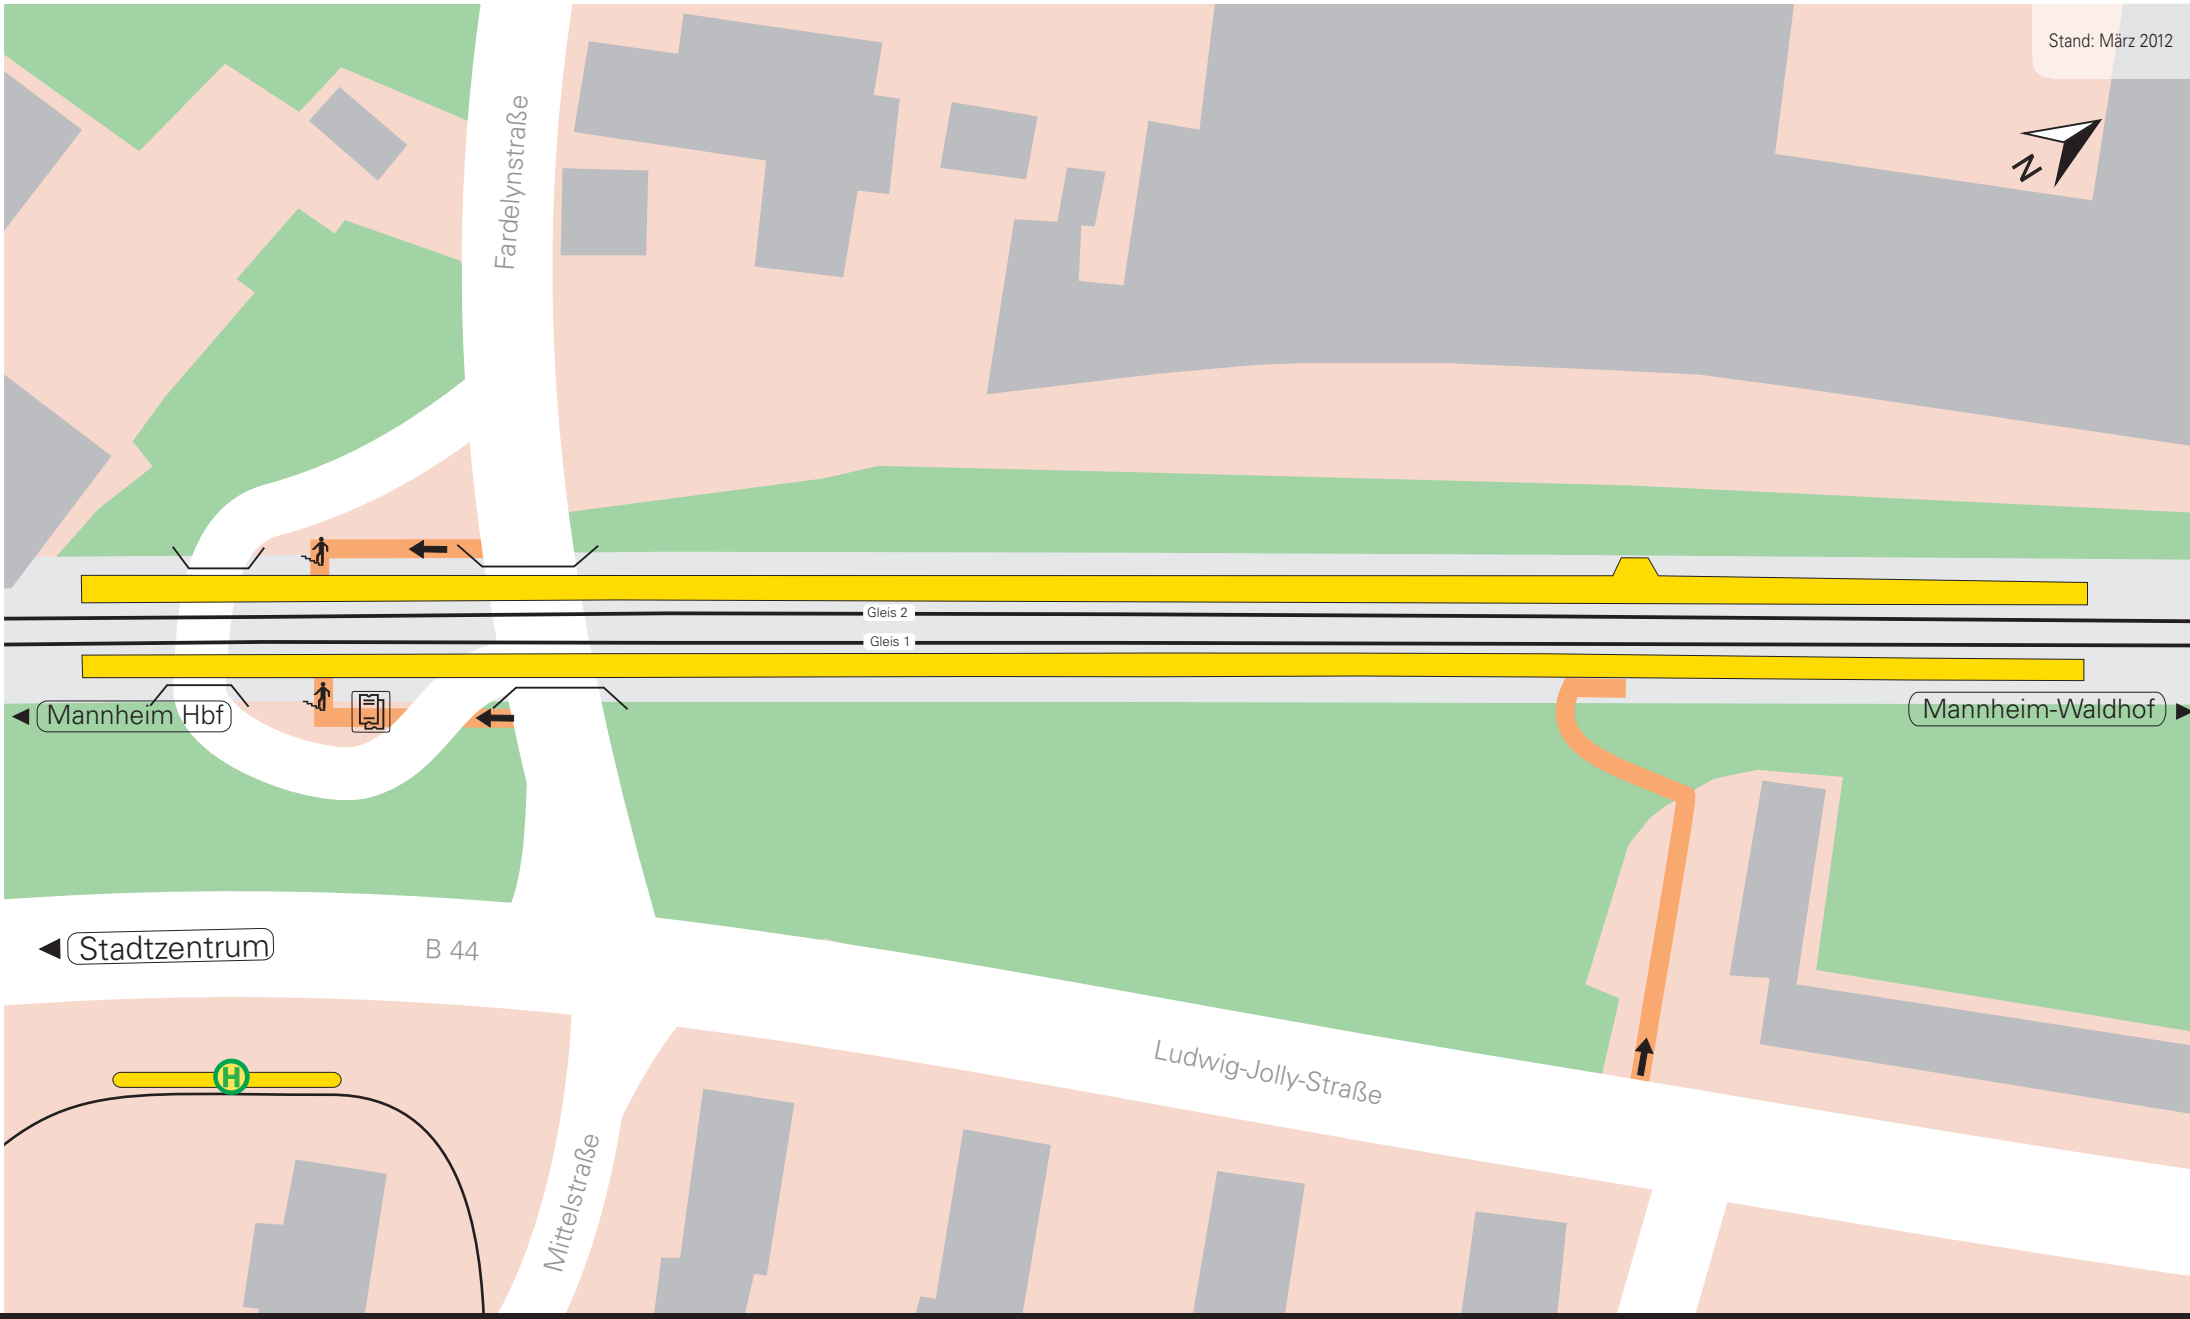 Stand: März 2012
N
Fardelynstraße
Gleis 2
Gleis 1
Mannheim Hbf
Mannheim-Waldhof
Stadtzentrum
B 44
Ludwig-Jolly-Straße
H
Mittelstraße